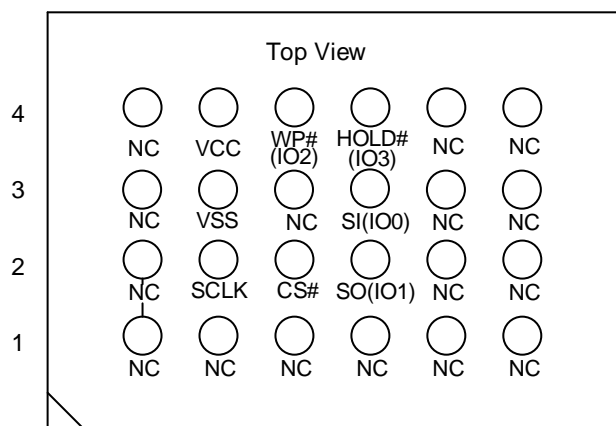 Top View
4
NC VCC WP# (IO2) HOLD# (IO3) NC NC
3
NC VSS NC SI(IO0) NC NC
2
NC SCLK CS# SO(IO1) NC NC
1
NC NC NC NC NC NC